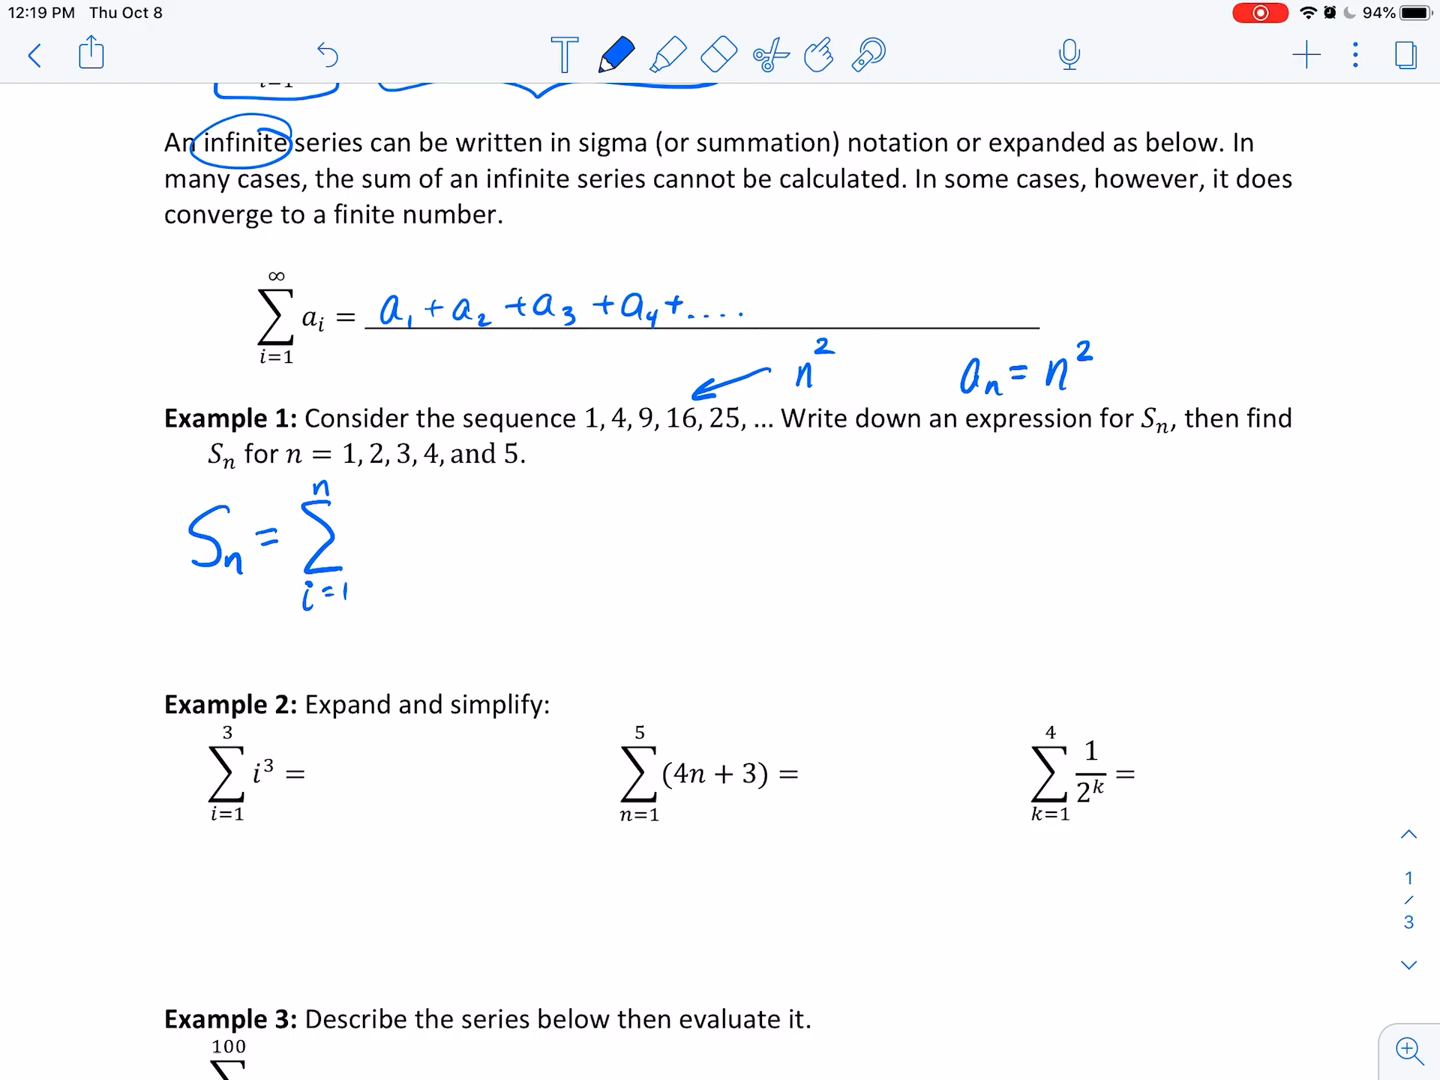 12:19 PM Thu Oct 8 94%
T
i=1
An infinite series can be written in sigma (or summation) notation or expanded as below. In
many cases, the sum of an infinite series cannot be calculated. In some cases, however, it does
converge to a finite number.
∞
∑ aᵢ = a₁ + a₂ + a₃ + a₄ + ....
i=1
n² aₙ = n²
Example 1: Consider the sequence 1, 4, 9, 16, 25, ... Write down an expression for Sₙ, then find
Sₙ for n = 1, 2, 3, 4, and 5.
n
Sₙ = ∑
i=1
Example 2: Expand and simplify:
3 5 4
∑ i³ = ∑ (4n + 3) = ∑ 1/2ᵏ =
i=1 n=1 k=1
1
/
3
Example 3: Describe the series below then evaluate it.
100
∑